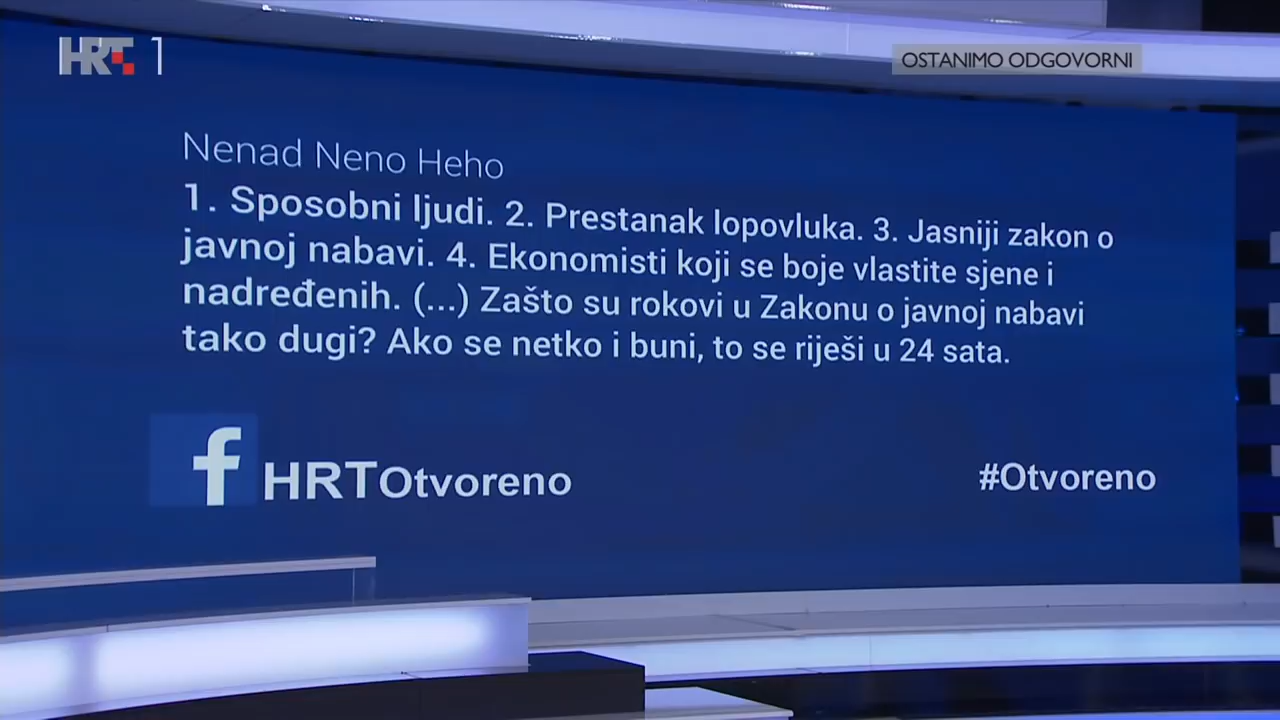 HRT 1
OSTANIMO ODGOVORNI
Nenad Neno Heho
1. Sposobni ljudi. 2. Prestanak lopovluka. 3. Jasniji zakon o
javnoj nabavi. 4. Ekonomisti koji se boje vlastite sjene i
nadređenih. (...) Zašto su rokovi u Zakonu o javnoj nabavi
tako dugi? Ako se netko i buni, to se riješi u 24 sata.
f HRTOtvoreno
#Otvoreno